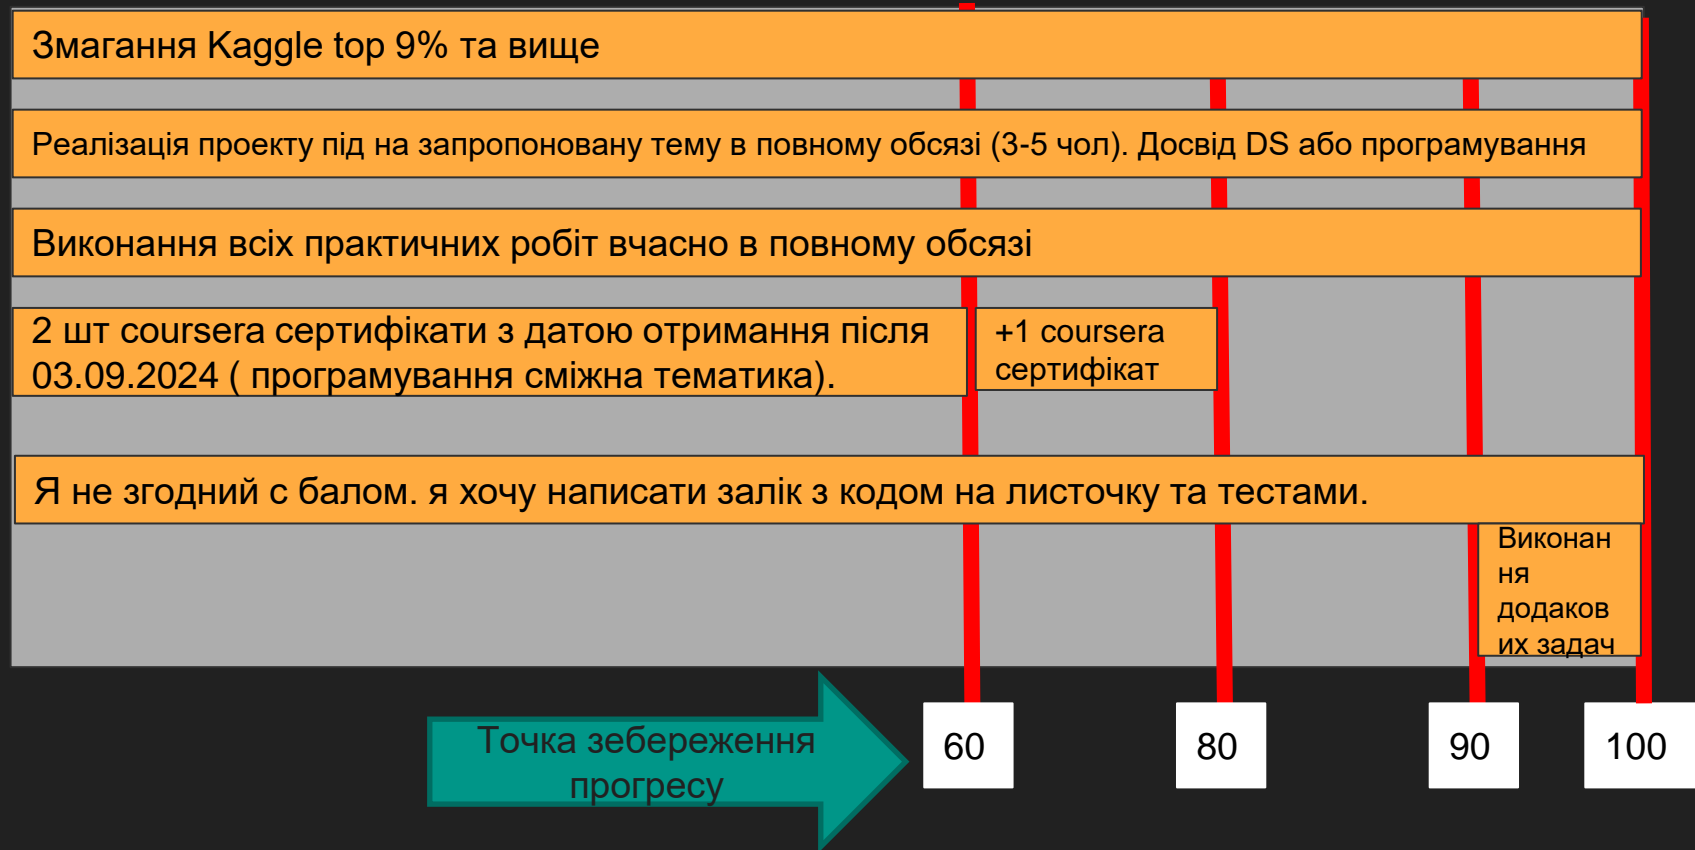 Змагання Kaggle top 9% та вище
Реалізація проекту під на запропоновану тему в повному обсязі (3-5 чол). Досвід DS або програмування
Виконання всіх практичних робіт вчасно в повному обсязі
2 шт coursera сертифікати з датою отримання після
03.09.2024 ( програмування сміжна тематика).
+1 coursera
сертифікат
Я не згодний с балом. я хочу написати залік з кодом на листочку та тестами.
Виконан
ня
додаков
их задач
Точка зебереження
прогресу
60
80
90
100